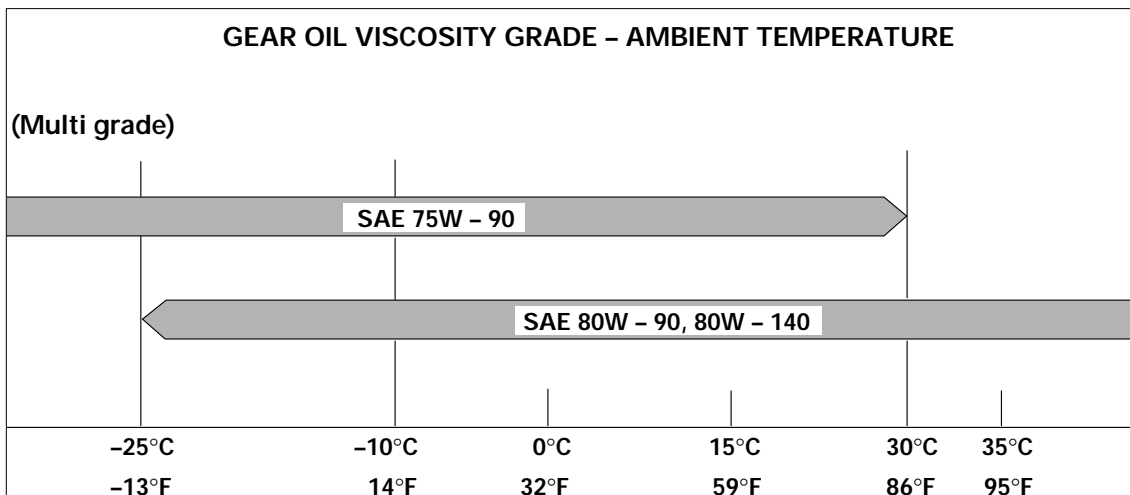 GEAR OIL VISCOSITY GRADE – AMBIENT TEMPERATURE
(Multi grade)
SAE 75W – 90
SAE 80W – 90, 80W – 140
–25°C –10°C 0°C 15°C 30°C 35°C
–13°F 14°F 32°F 59°F 86°F 95°F